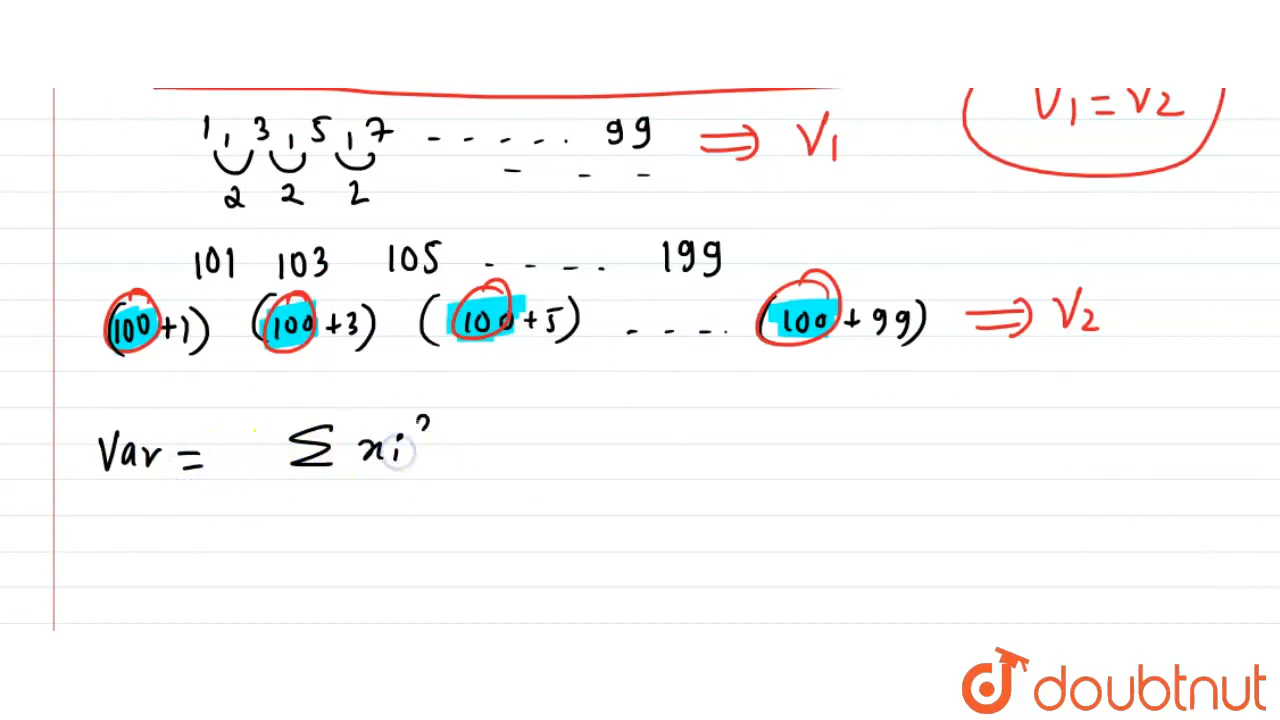 V1 = V2
1, 3, 5, 7 - - - - - . 99 ⟹ V1
2 2 2 - - -
101 103 105 - - - - . 199
(100+1) (100+3) (100+5) - - - - . (100+99) ⟹ V2
Var = Σ xi²
doubtnut